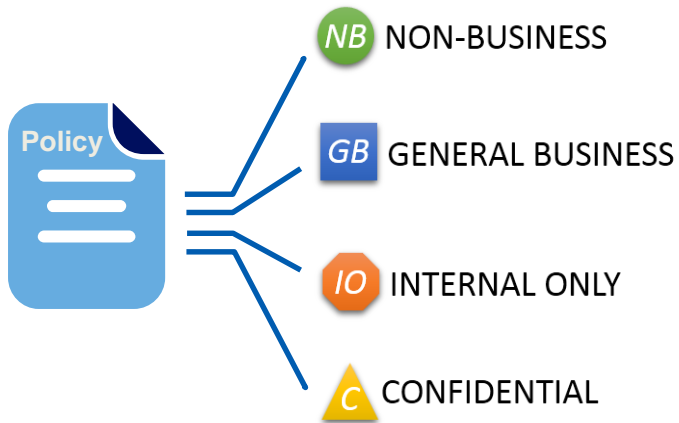 NB NON-BUSINESS
Policy
GB GENERAL BUSINESS
IO INTERNAL ONLY
C CONFIDENTIAL